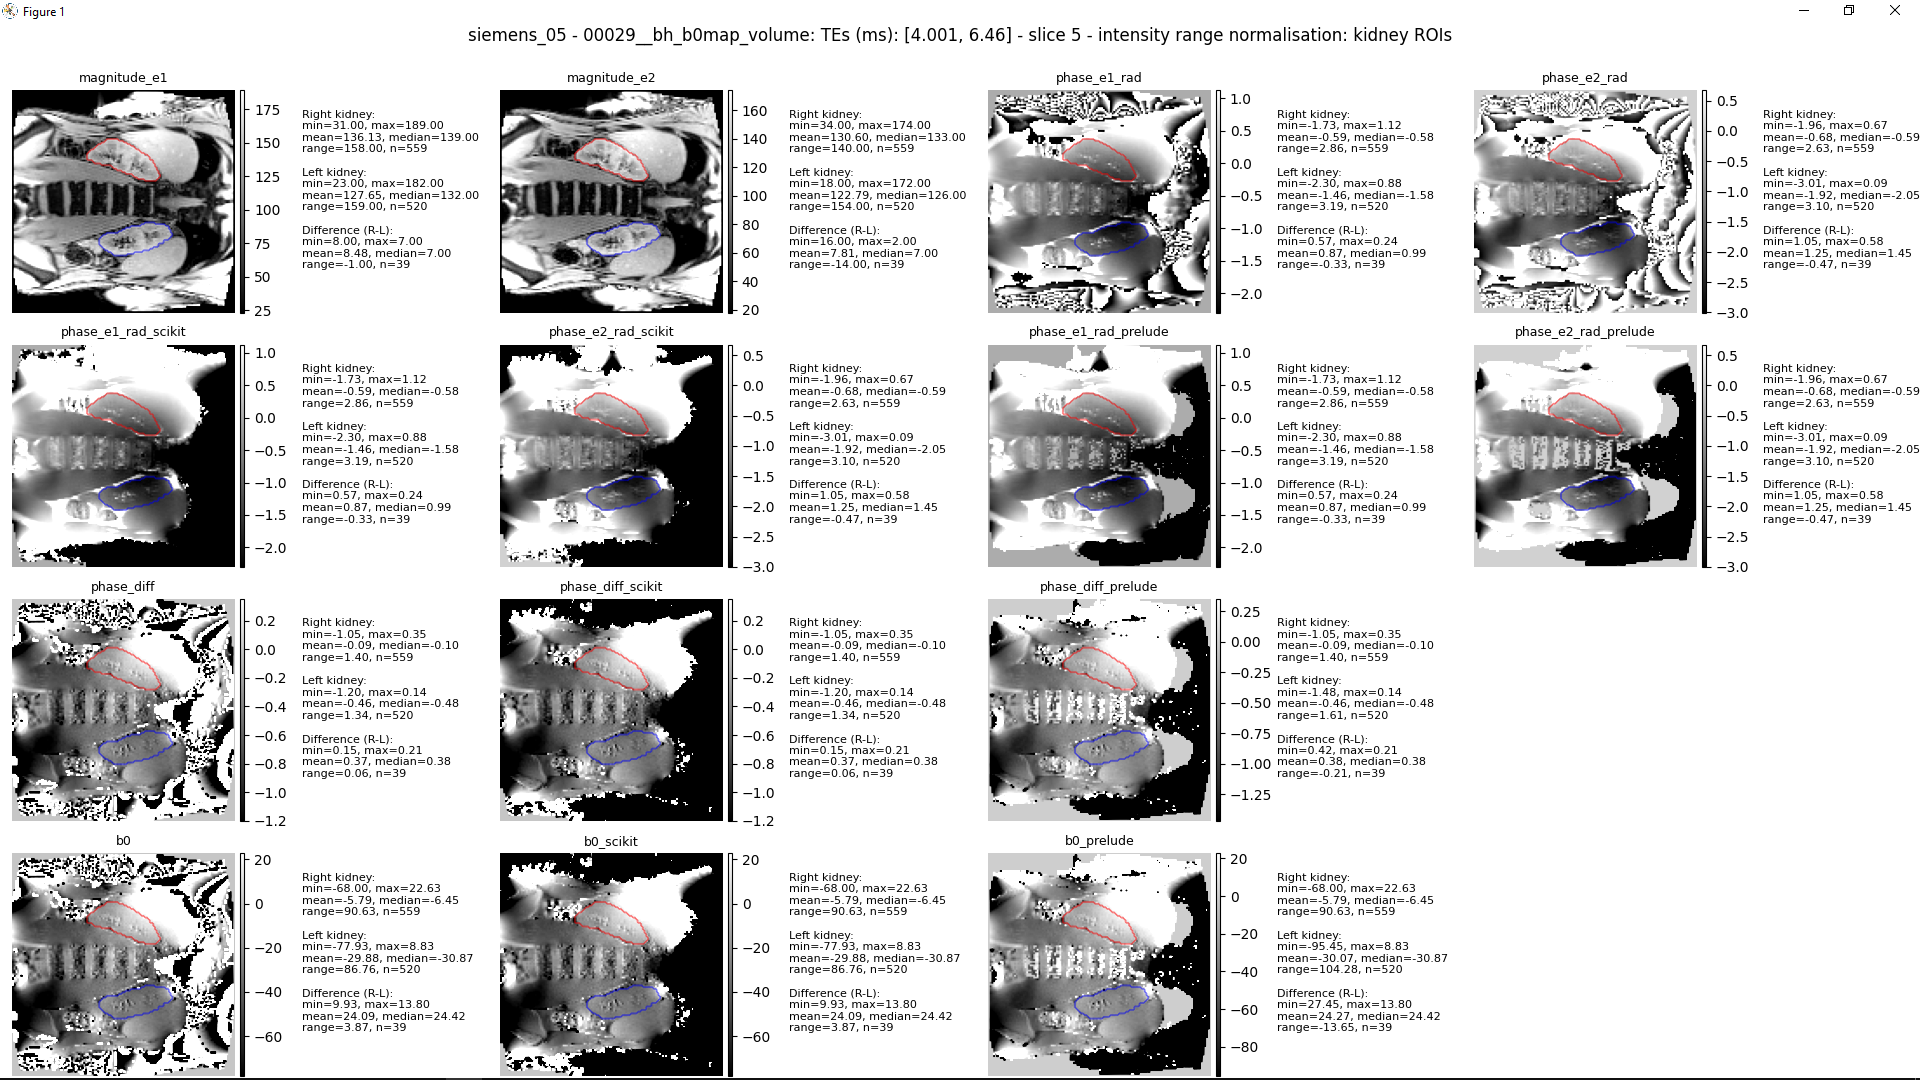 Figure 1
siemens_05 - 00029__bh_b0map_volume: TEs (ms): [4.001, 6.46] - slice 5 - intensity range normalisation: kidney ROIs
magnitude_e1
175
150
125
100
75
50
25
Right kidney:
min=31.00, max=189.00
mean=136.13, median=139.00
range=158.00, n=559
Left kidney:
min=23.00, max=182.00
mean=127.65, median=132.00
range=159.00, n=520
Difference (R-L):
min=8.00, max=7.00
mean=8.48, median=7.00
range=-1.00, n=39
magnitude_e2
160
140
120
100
80
60
40
20
Right kidney:
min=34.00, max=174.00
mean=130.60, median=133.00
range=140.00, n=559
Left kidney:
min=18.00, max=172.00
mean=122.79, median=126.00
range=154.00, n=520
Difference (R-L):
min=16.00, max=2.00
mean=7.81, median=7.00
range=-14.00, n=39
phase_e1_rad
1.0
0.5
0.0
−0.5
−1.0
−1.5
−2.0
Right kidney:
min=-1.73, max=1.12
mean=-0.59, median=-0.58
range=2.86, n=559
Left kidney:
min=-2.30, max=0.88
mean=-1.46, median=-1.58
range=3.19, n=520
Difference (R-L):
min=0.57, max=0.24
mean=0.87, median=0.99
range=-0.33, n=39
phase_e2_rad
0.5
0.0
−0.5
−1.0
−1.5
−2.0
−2.5
−3.0
Right kidney:
min=-1.96, max=0.67
mean=-0.68, median=-0.59
range=2.63, n=559
Left kidney:
min=-3.01, max=0.09
mean=-1.92, median=-2.05
range=3.10, n=520
Difference (R-L):
min=1.05, max=0.58
mean=1.25, median=1.45
range=-0.47, n=39
phase_e1_rad_scikit
1.0
0.5
0.0
−0.5
−1.0
−1.5
−2.0
Right kidney:
min=-1.73, max=1.12
mean=-0.59, median=-0.58
range=2.86, n=559
Left kidney:
min=-2.30, max=0.88
mean=-1.46, median=-1.58
range=3.19, n=520
Difference (R-L):
min=0.57, max=0.24
mean=0.87, median=0.99
range=-0.33, n=39
phase_e2_rad_scikit
0.5
0.0
−0.5
−1.0
−1.5
−2.0
−2.5
−3.0
Right kidney:
min=-1.96, max=0.67
mean=-0.68, median=-0.59
range=2.63, n=559
Left kidney:
min=-3.01, max=0.09
mean=-1.92, median=-2.05
range=3.10, n=520
Difference (R-L):
min=1.05, max=0.58
mean=1.25, median=1.45
range=-0.47, n=39
phase_e1_rad_prelude
1.0
0.5
0.0
−0.5
−1.0
−1.5
−2.0
Right kidney:
min=-1.73, max=1.12
mean=-0.59, median=-0.58
range=2.86, n=559
Left kidney:
min=-2.30, max=0.88
mean=-1.46, median=-1.58
range=3.19, n=520
Difference (R-L):
min=0.57, max=0.24
mean=0.87, median=0.99
range=-0.33, n=39
phase_e2_rad_prelude
0.5
0.0
−0.5
−1.0
−1.5
−2.0
−2.5
−3.0
Right kidney:
min=-1.96, max=0.67
mean=-0.68, median=-0.59
range=2.63, n=559
Left kidney:
min=-3.01, max=0.09
mean=-1.92, median=-2.05
range=3.10, n=520
Difference (R-L):
min=1.05, max=0.58
mean=1.25, median=1.45
range=-0.47, n=39
phase_diff
0.2
0.0
−0.2
−0.4
−0.6
−0.8
−1.0
−1.2
Right kidney:
min=-1.05, max=0.35
mean=-0.09, median=-0.10
range=1.40, n=559
Left kidney:
min=-1.20, max=0.14
mean=-0.46, median=-0.48
range=1.34, n=520
Difference (R-L):
min=0.15, max=0.21
mean=0.37, median=0.38
range=0.06, n=39
phase_diff_scikit
0.2
0.0
−0.2
−0.4
−0.6
−0.8
−1.0
−1.2
Right kidney:
min=-1.05, max=0.35
mean=-0.09, median=-0.10
range=1.40, n=559
Left kidney:
min=-1.20, max=0.14
mean=-0.46, median=-0.48
range=1.34, n=520
Difference (R-L):
min=0.15, max=0.21
mean=0.37, median=0.38
range=0.06, n=39
phase_diff_prelude
0.25
0.00
−0.25
−0.50
−0.75
−1.00
−1.25
Right kidney:
min=-1.05, max=0.35
mean=-0.09, median=-0.10
range=1.40, n=559
Left kidney:
min=-1.48, max=0.14
mean=-0.46, median=-0.48
range=1.61, n=520
Difference (R-L):
min=0.42, max=0.21
mean=0.38, median=0.38
range=-0.21, n=39
b0
20
0
−20
−40
−60
Right kidney:
min=-68.00, max=22.63
mean=-5.79, median=-6.45
range=90.63, n=559
Left kidney:
min=-77.93, max=8.83
mean=-29.88, median=-30.87
range=86.76, n=520
Difference (R-L):
min=9.93, max=13.80
mean=24.09, median=24.42
range=3.87, n=39
b0_scikit
20
0
−20
−40
−60
Right kidney:
min=-68.00, max=22.63
mean=-5.79, median=-6.45
range=90.63, n=559
Left kidney:
min=-77.93, max=8.83
mean=-29.88, median=-30.87
range=86.76, n=520
Difference (R-L):
min=9.93, max=13.80
mean=24.09, median=24.42
range=3.87, n=39
b0_prelude
20
0
−20
−40
−60
−80
Right kidney:
min=-68.00, max=22.63
mean=-5.79, median=-6.45
range=90.63, n=559
Left kidney:
min=-95.45, max=8.83
mean=-30.07, median=-30.87
range=104.28, n=520
Difference (R-L):
min=27.45, max=13.80
mean=24.27, median=24.42
range=-13.65, n=39